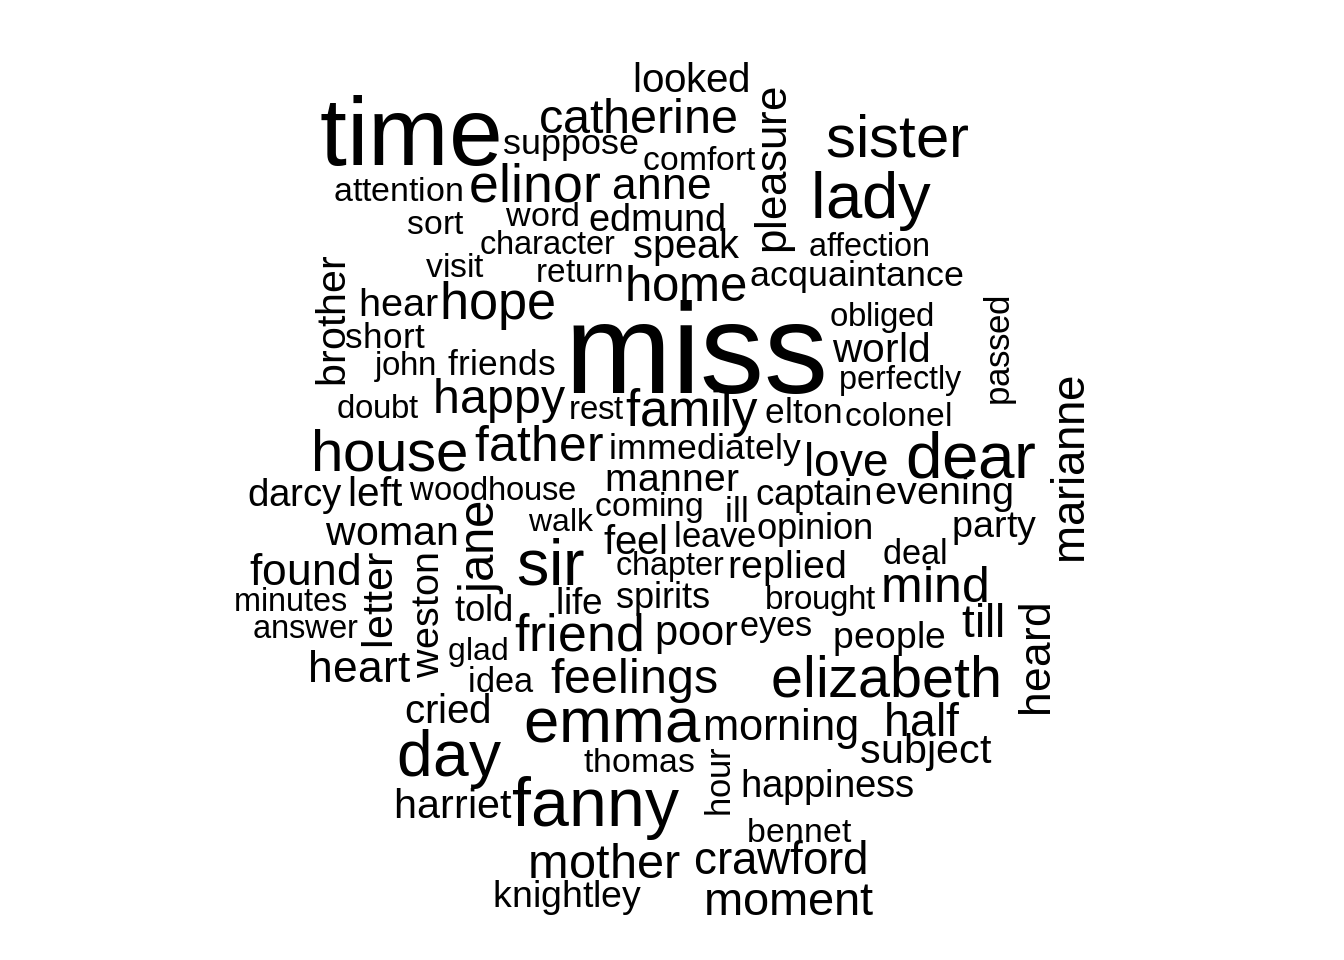 looked
time
catherine
pleasure
sister
suppose
comfort
attention
elinor
anne
lady
sort
word
edmund
character
speak
affection
visit
return
home
acquaintance
brother
hear
hope
miss
obliged
passed
short
world
john
friends
perfectly
doubt
happy
rest
family
elton
colonel
marianne
house
father
immediately
love
dear
darcy
left
woodhouse
manner
captain
evening
woman
jane
walk
coming
ill
feel
leave
opinion
party
found
letter
weston
sir
chapter
replied
deal
mind
minutes
told
life
spirits
brought
answer
glad
friend
poor
eyes
people
till
heard
heart
idea
feelings
elizabeth
cried
emma
morning
half
day
thomas
hour
subject
harriet
fanny
happiness
bennet
mother
crawford
knightley
moment